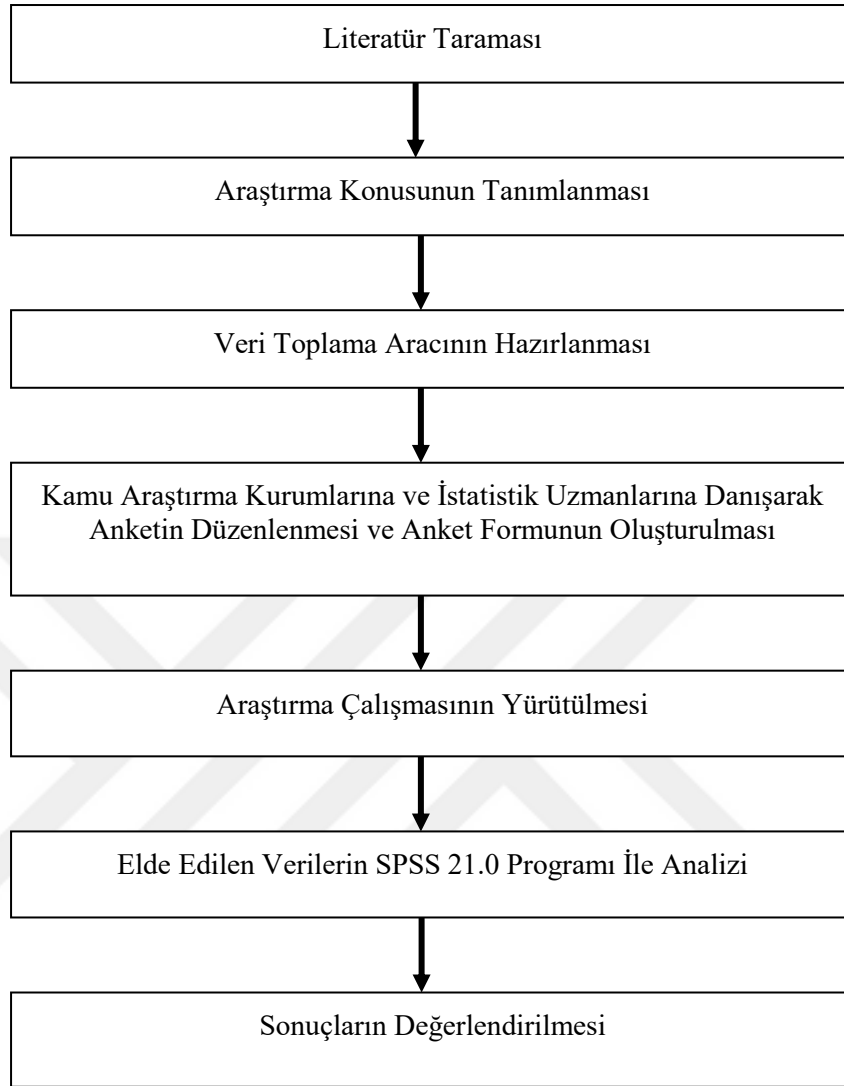 Literatür Taraması
Araştırma Konusunun Tanımlanması
Veri Toplama Aracının Hazırlanması
Kamu Araştırma Kurumlarına ve İstatistik Uzmanlarına Danışarak
Anketin Düzenlenmesi ve Anket Formunun Oluşturulması
Araştırma Çalışmasının Yürütülmesi
Elde Edilen Verilerin SPSS 21.0 Programı İle Analizi
Sonuçların Değerlendirilmesi